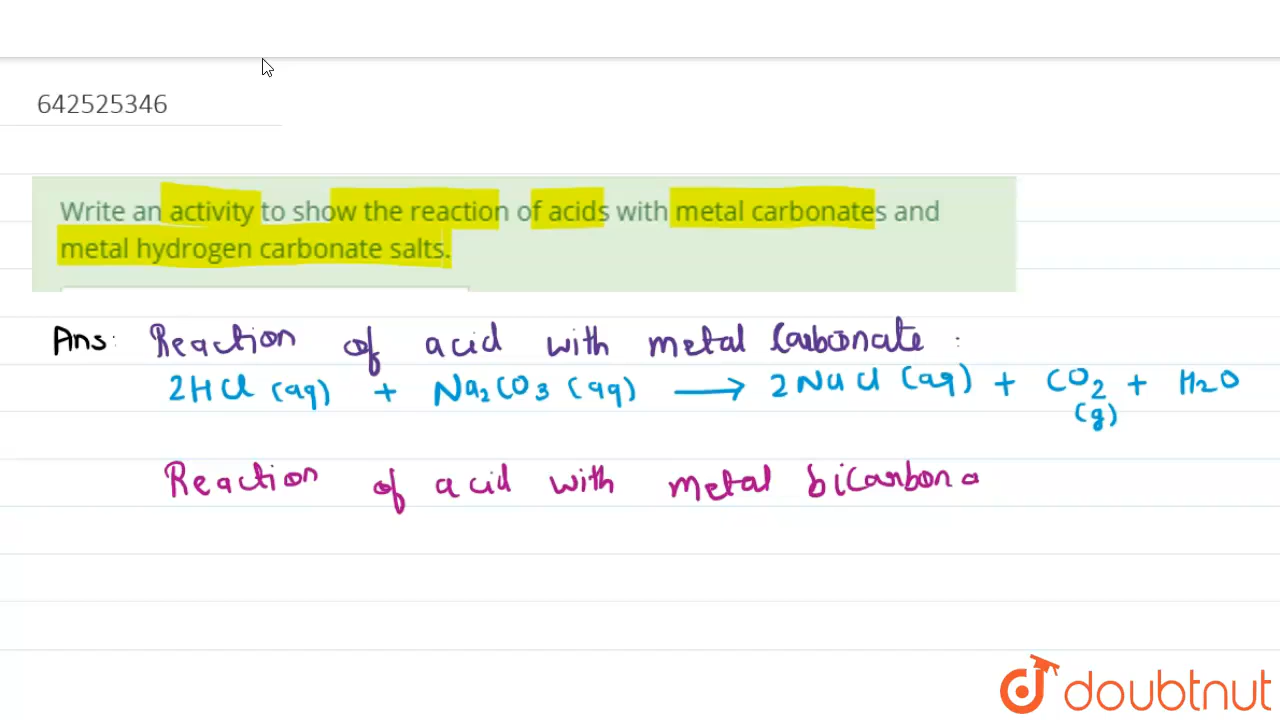 642525346
Write an activity to show the reaction of acids with metal carbonates and
metal hydrogen carbonate salts.
Ans: Reaction of acid with metal Carbonate :
2HCl (aq) + Na2CO3 (aq) ⟶ 2NaCl (aq) + CO2 + H2O
(g)
Reaction of acid with metal bicarbona
doubtnut